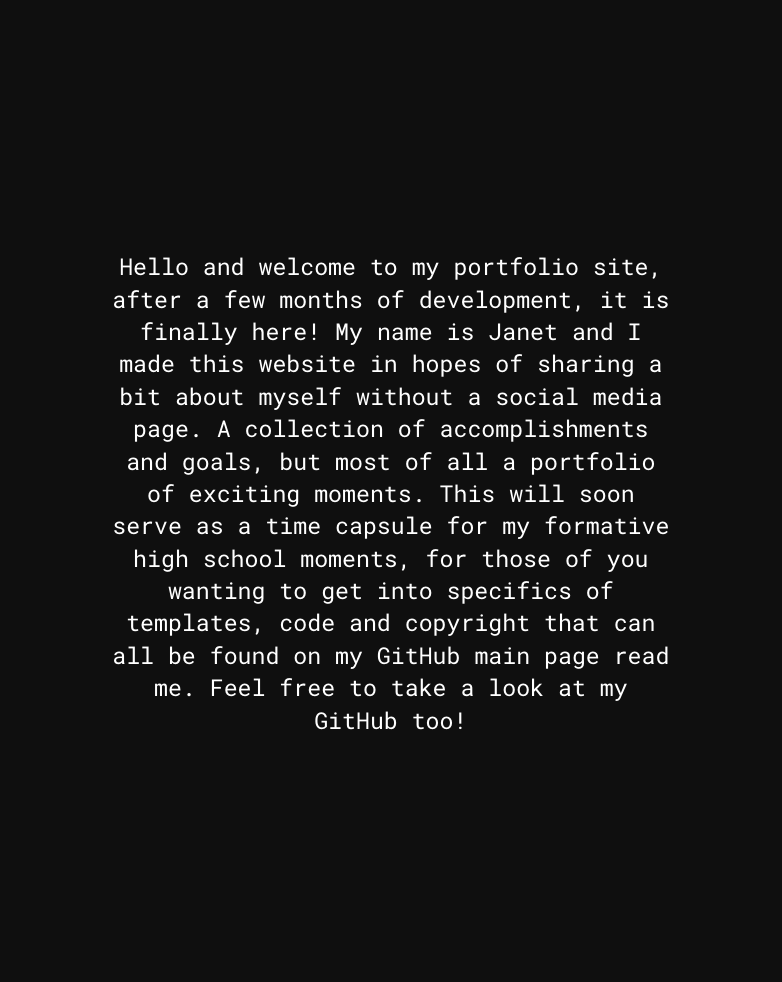 Hello and welcome to my portfolio site,
after a few months of development, it is
finally here! My name is Janet and I
made this website in hopes of sharing a
bit about myself without a social media
page. A collection of accomplishments
and goals, but most of all a portfolio
of exciting moments. This will soon
serve as a time capsule for my formative
high school moments, for those of you
wanting to get into specifics of
templates, code and copyright that can
all be found on my GitHub main page read
me. Feel free to take a look at my
GitHub too!